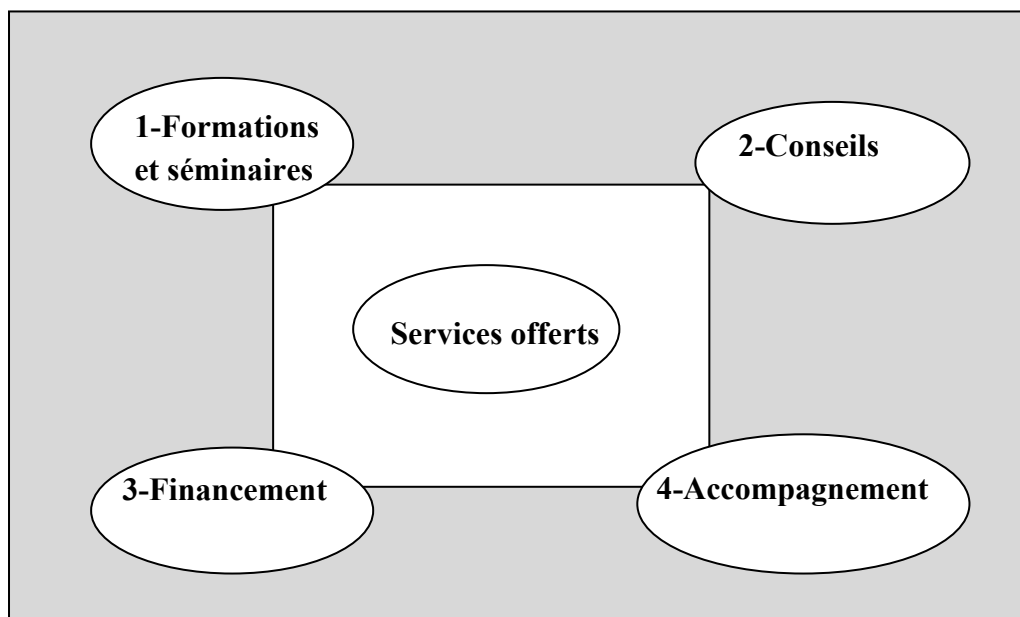 1-Formations
et séminaires
2-Conseils
Services offerts
3-Financement
4-Accompagnement